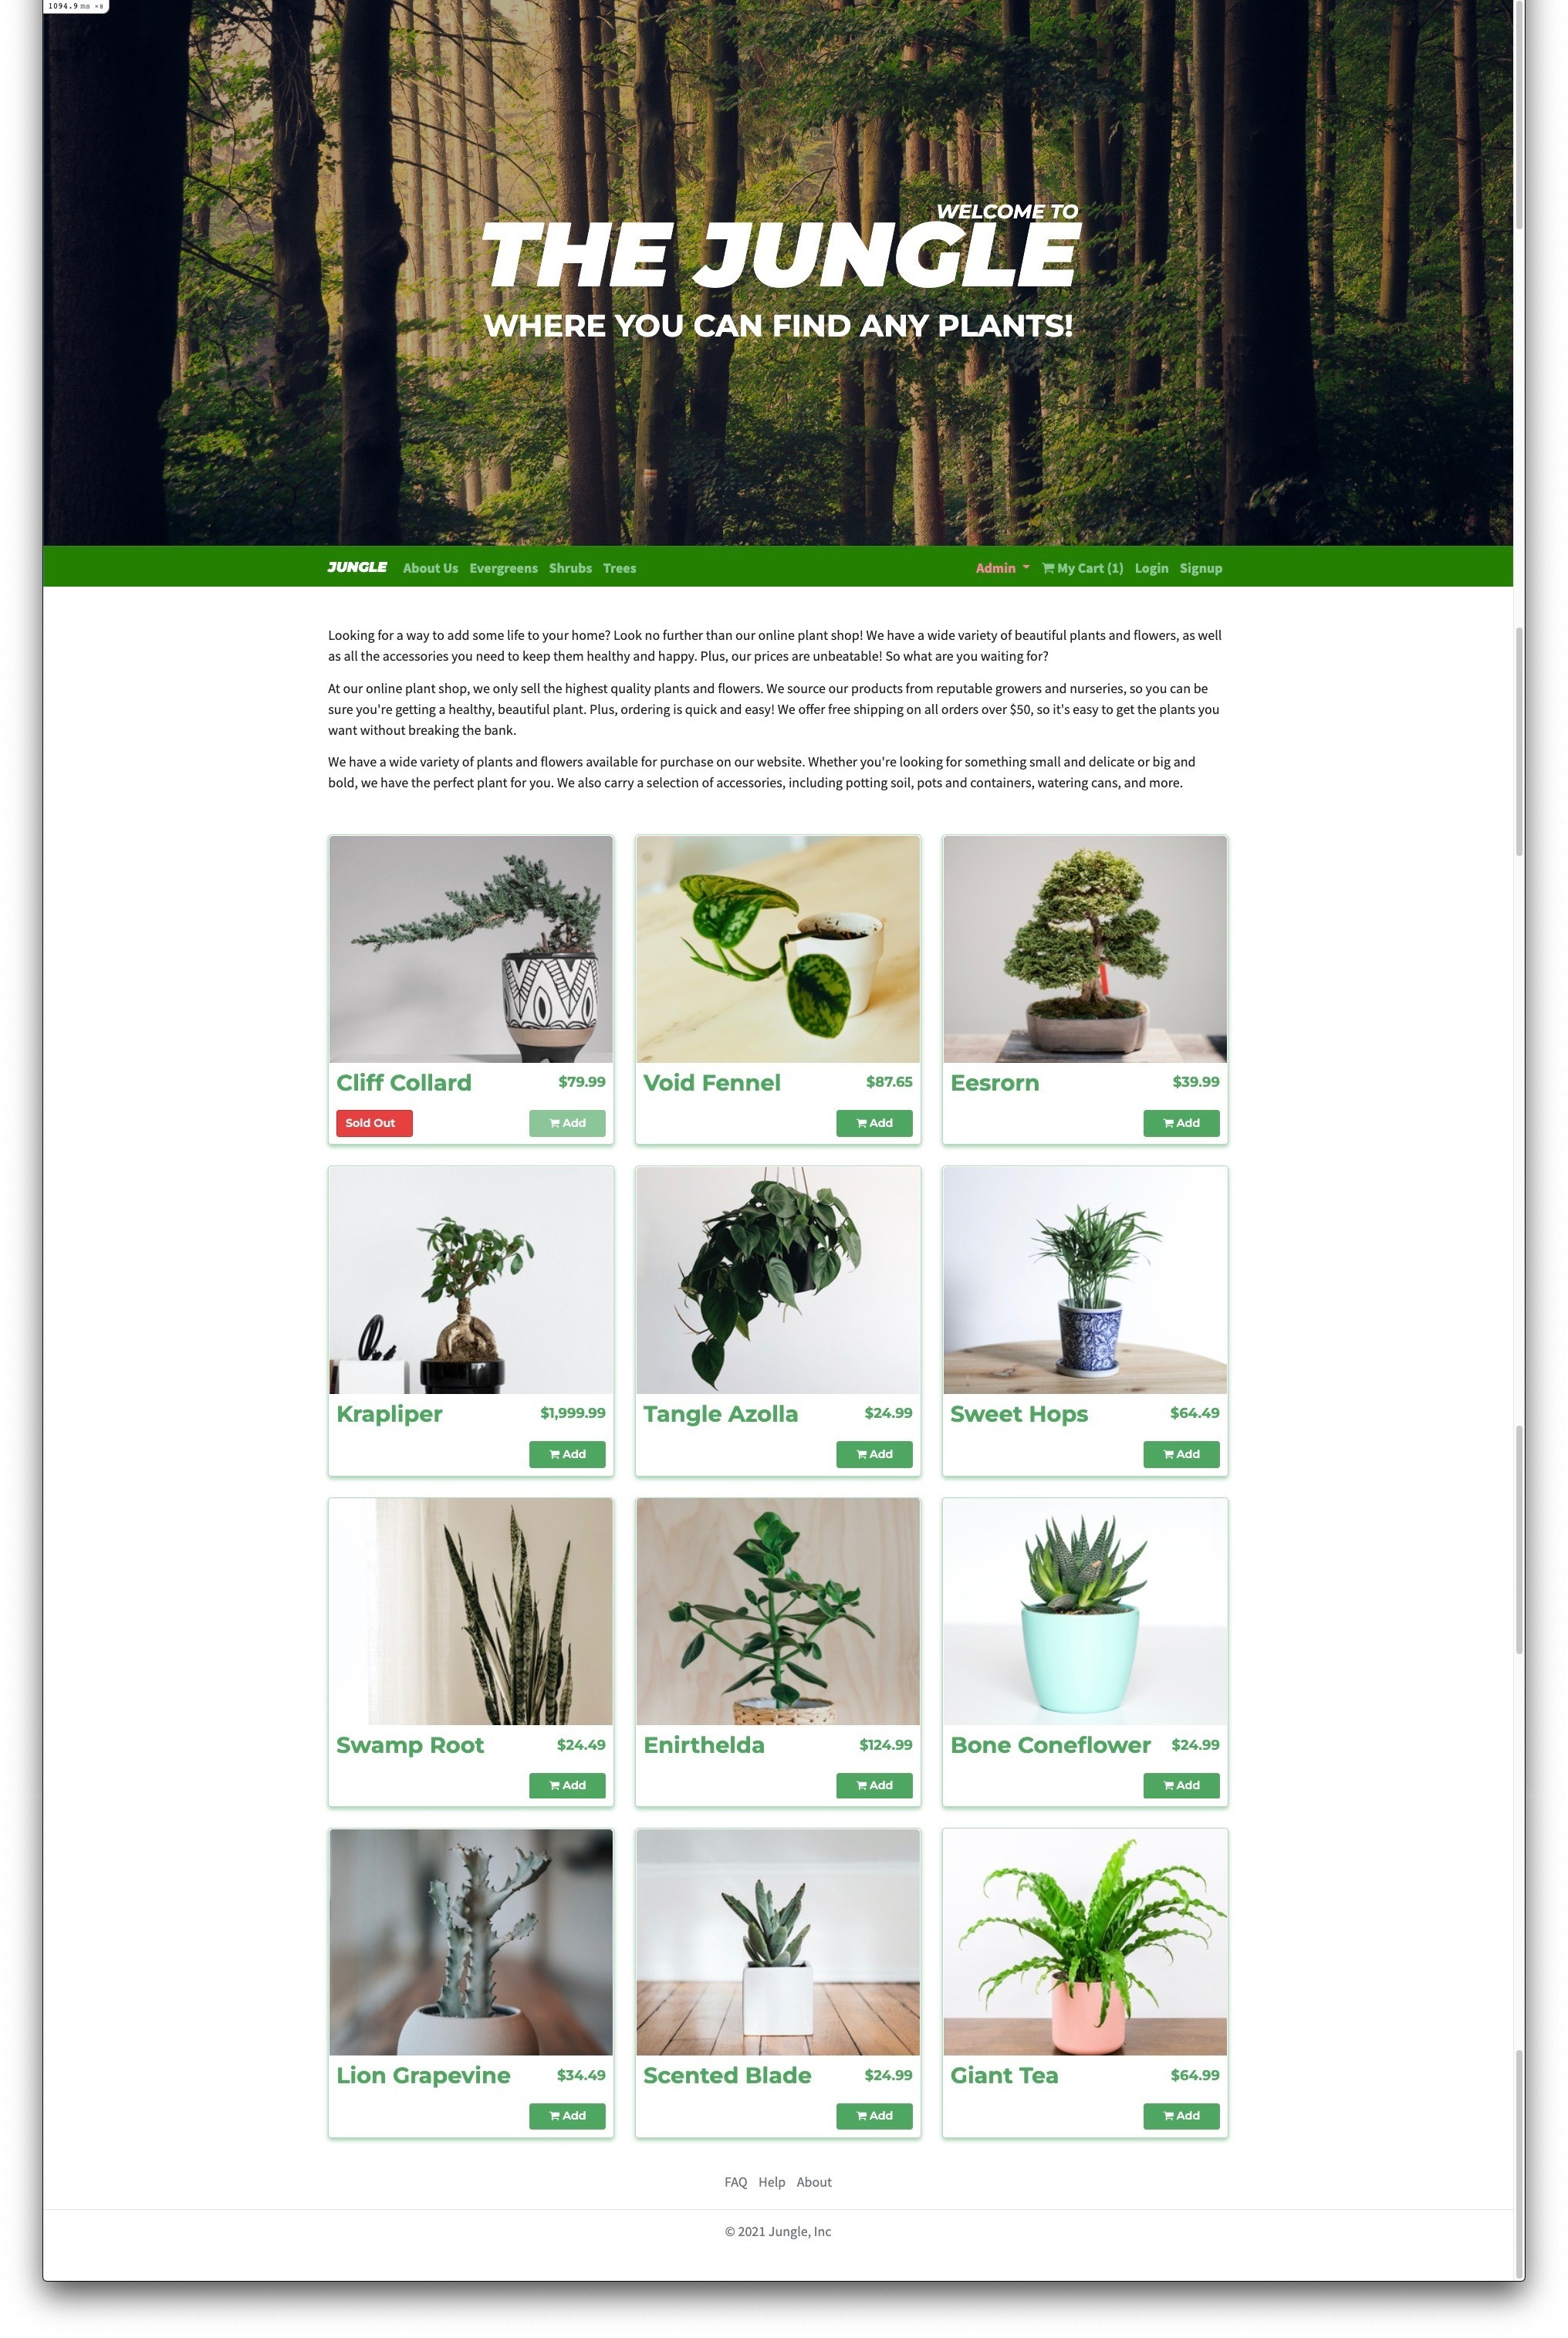 1094.9 ms ×8
WELCOME TO
THE JUNGLE
WHERE YOU CAN FIND ANY PLANTS!
JUNGLE About Us Evergreens Shrubs Trees Admin My Cart (1) Login Signup
Looking for a way to add some life to your home? Look no further than our online plant shop! We have a wide variety of beautiful plants and flowers, as well
as all the accessories you need to keep them healthy and happy. Plus, our prices are unbeatable! So what are you waiting for?
At our online plant shop, we only sell the highest quality plants and flowers. We source our products from reputable growers and nurseries, so you can be
sure you're getting a healthy, beautiful plant. Plus, ordering is quick and easy! We offer free shipping on all orders over $50, so it's easy to get the plants you
want without breaking the bank.
We have a wide variety of plants and flowers available for purchase on our website. Whether you're looking for something small and delicate or big and
bold, we have the perfect plant for you. We also carry a selection of accessories, including potting soil, pots and containers, watering cans, and more.
Cliff Collard $79.99
Sold Out Add
Void Fennel $87.65
Add
Eesrorn $39.99
Add
Krapliper $1,999.99
Add
Tangle Azolla $24.99
Add
Sweet Hops $64.49
Add
Swamp Root $24.49
Add
Enirthelda $124.99
Add
Bone Coneflower $24.99
Add
Lion Grapevine $34.49
Add
Scented Blade $24.99
Add
Giant Tea $64.99
Add
FAQ Help About
© 2021 Jungle, Inc